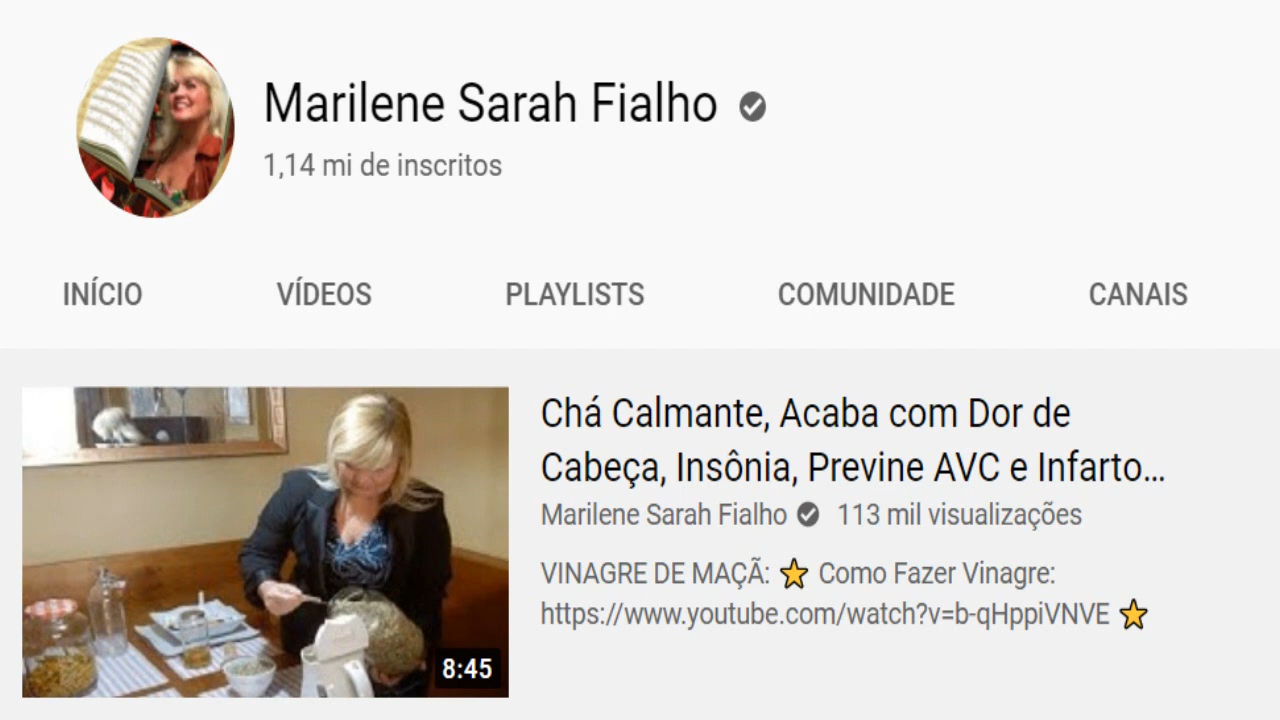 Marilene Sarah Fialho
1,14 mi de inscritos
INÍCIO VÍDEOS PLAYLISTS COMUNIDADE CANAIS
Chá Calmante, Acaba com Dor de
Cabeça, Insônia, Previne AVC e Infarto...
Marilene Sarah Fialho 113 mil visualizações
VINAGRE DE MAÇÃ: ⭐ Como Fazer Vinagre:
https://www.youtube.com/watch?v=b-qHppiVNVE ⭐
8:45